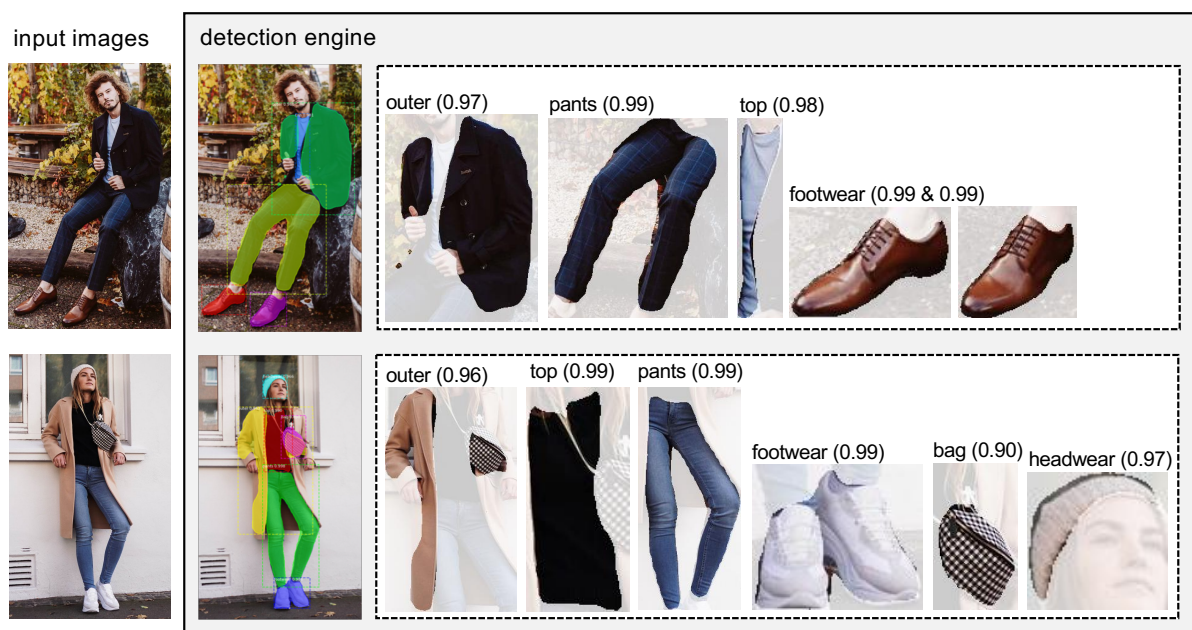 input images
detection engine
outer (0.97)
pants (0.99)
top (0.98)
footwear (0.99 & 0.99)
outer (0.96)
top (0.99)
pants (0.99)
footwear (0.99)
bag (0.90)
headwear (0.97)